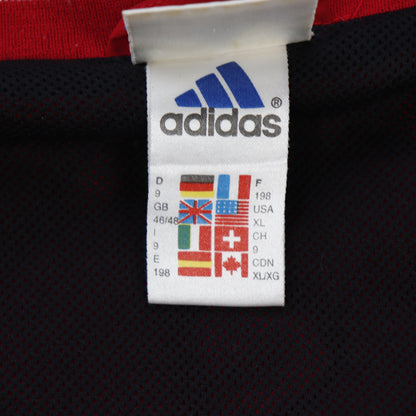 ®
adidas
D F
9 198
GB USA
46/48 XL
I CH
9 9
E CDN
198 XL/XG